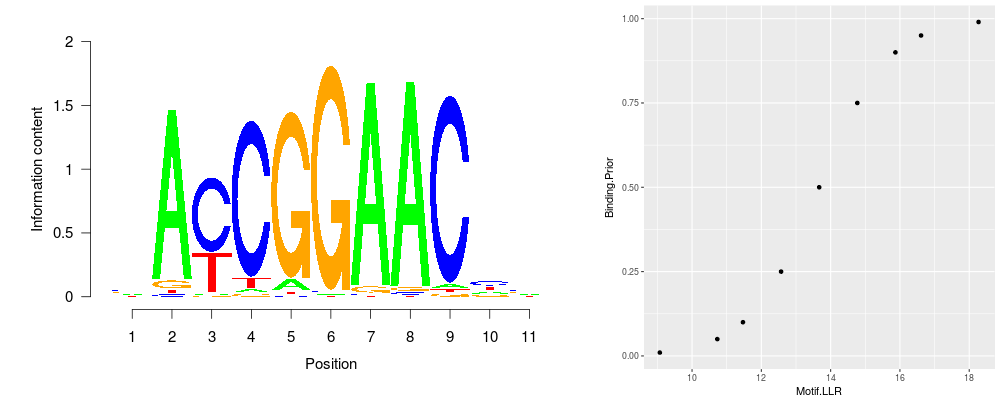 2
1.5
1
0.5
0
Information content
A C C G G A A C
T T A
1 2 3 4 5 6 7 8 9 10 11
Position
1.00
0.75
0.50
0.25
0.00
Binding.Prior
10 12 14 16 18
Motif.LLR